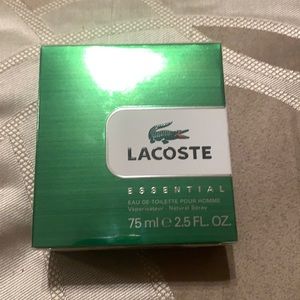 LACOSTE
ESSENTIAL
EAU DE TOILETTE POUR HOMME
Vaporisateur - Natural Spray
75 ml ℮ 2.5 FL. OZ.